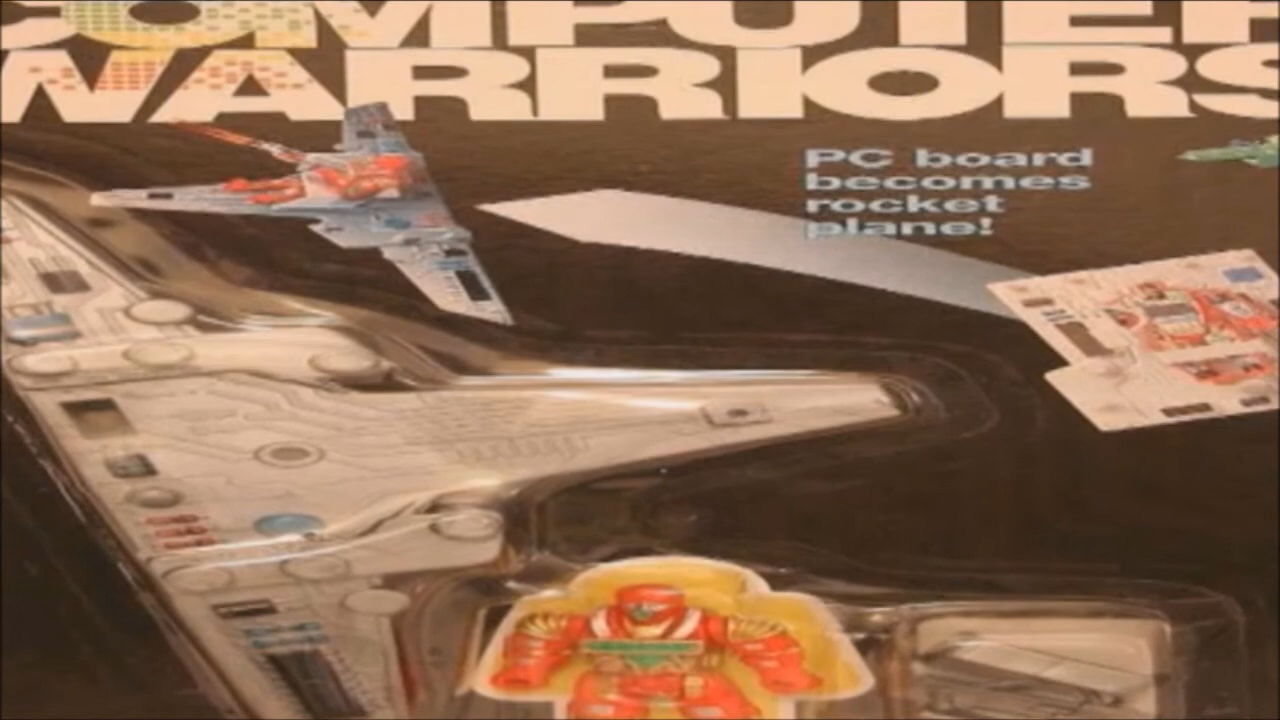 COMPUTER
WARRIORS
PC board
becomes
rocket
plane!